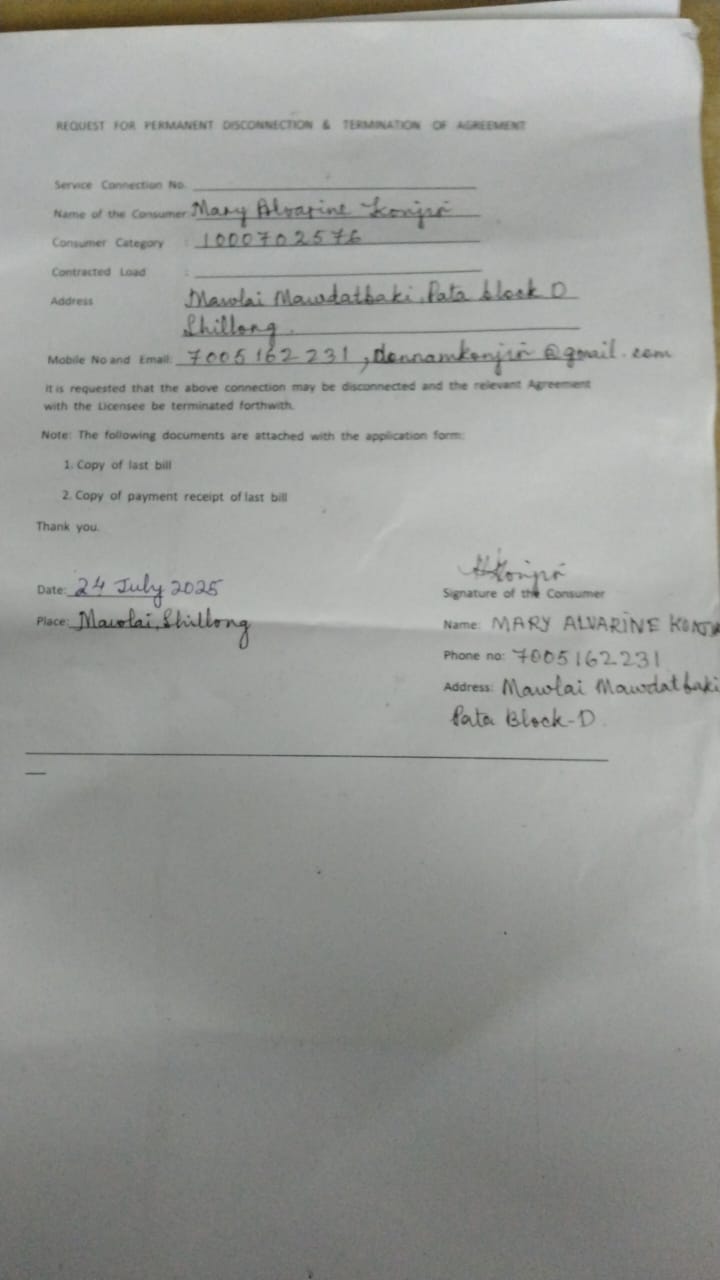 REQUEST FOR PERMANENT DISCONNECTION & TERMINATION OF AGREEMENT
Service Connection No.
Name of the Consumer Mary Alvarine Konjir
Consumer Category : 1000702576
Contracted Load :
Address Mawlai Mawdatbaki, Pata block D
Shillong.
Mobile No and Email: 7005162231, donnamkonjir@gmail.com
It is requested that the above connection may be disconnected and the relevant Agreement
with the Licensee be terminated forthwith.
Note: The following documents are attached with the application form:
1. Copy of last bill
2. Copy of payment receipt of last bill
Thank you.
Date: 24 July 2025
Place: Mawlai, Shillong
Signature of the Consumer
Name: MARY ALVARINE
Phone no: 7005162231
Address: Mawlai Mawdatbaki
Pata Block-D.